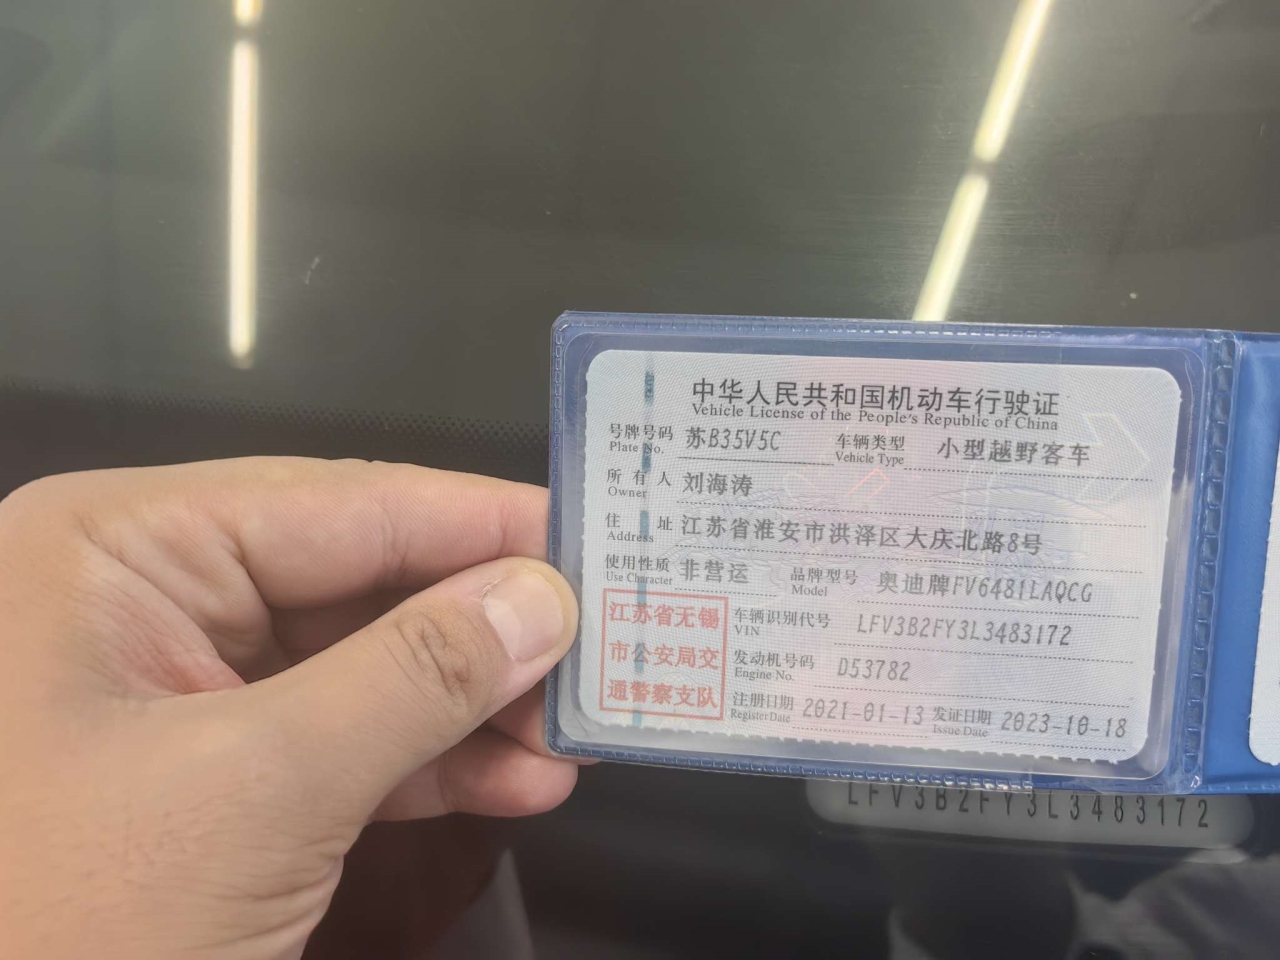 中华人民共和国机动车行驶证
Vehicle License of the People's Republic of China
号牌号码 苏B35V5C 车辆类型 小型越野客车
Plate No. Vehicle Type
所有人 刘海涛
Owner
住址 江苏省淮安市洪泽区大庆北路8号
Address
使用性质 非营运 品牌型号 奥迪牌FV6481LAQCG
Use Character Model
江苏省无锡
市公安局交
通警察支队
车辆识别代号 LFV3B2FY3L3483172
VIN
发动机号码 D53782
Engine No.
注册日期 2021-01-13 发证日期 2023-10-18
Register Date Issue Date
LFV3B2FY3L3483172